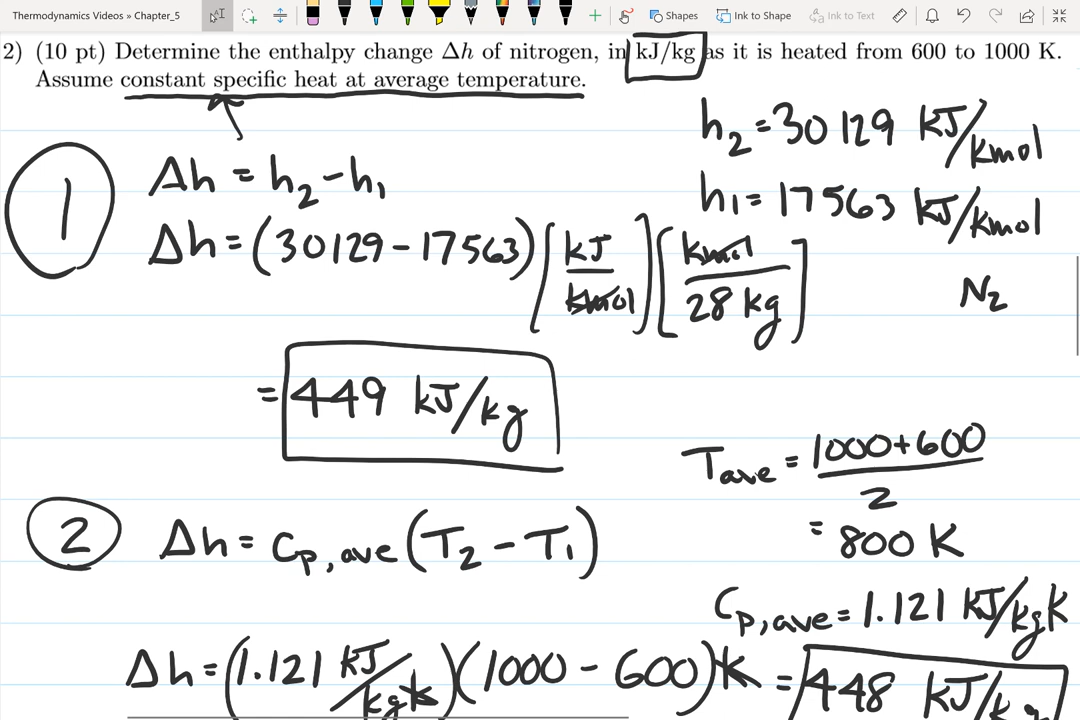 Thermodynamics Videos » Chapter_5
Shapes
Ink to Shape
Ink to Text
2) (10 pt) Determine the enthalpy change Δh of nitrogen, in kJ/kg as it is heated from 600 to 1000 K.
Assume constant specific heat at average temperature.
h₂ = 30129 kJ/kmol
1
Δh = h₂ - h₁
h₁ = 17563 kJ/kmol
Δh = (30129 - 17563) [kJ/kmol] [kmol/28 kg]
N₂
= 449 kJ/kg
Tave = (1000+600)/2
= 800 K
2
Δh = Cp,ave (T₂ - T₁)
Cp,ave = 1.121 kJ/kgK
Δh = (1.121 kJ/kgK)(1000 - 600)K = 448 kJ/kg